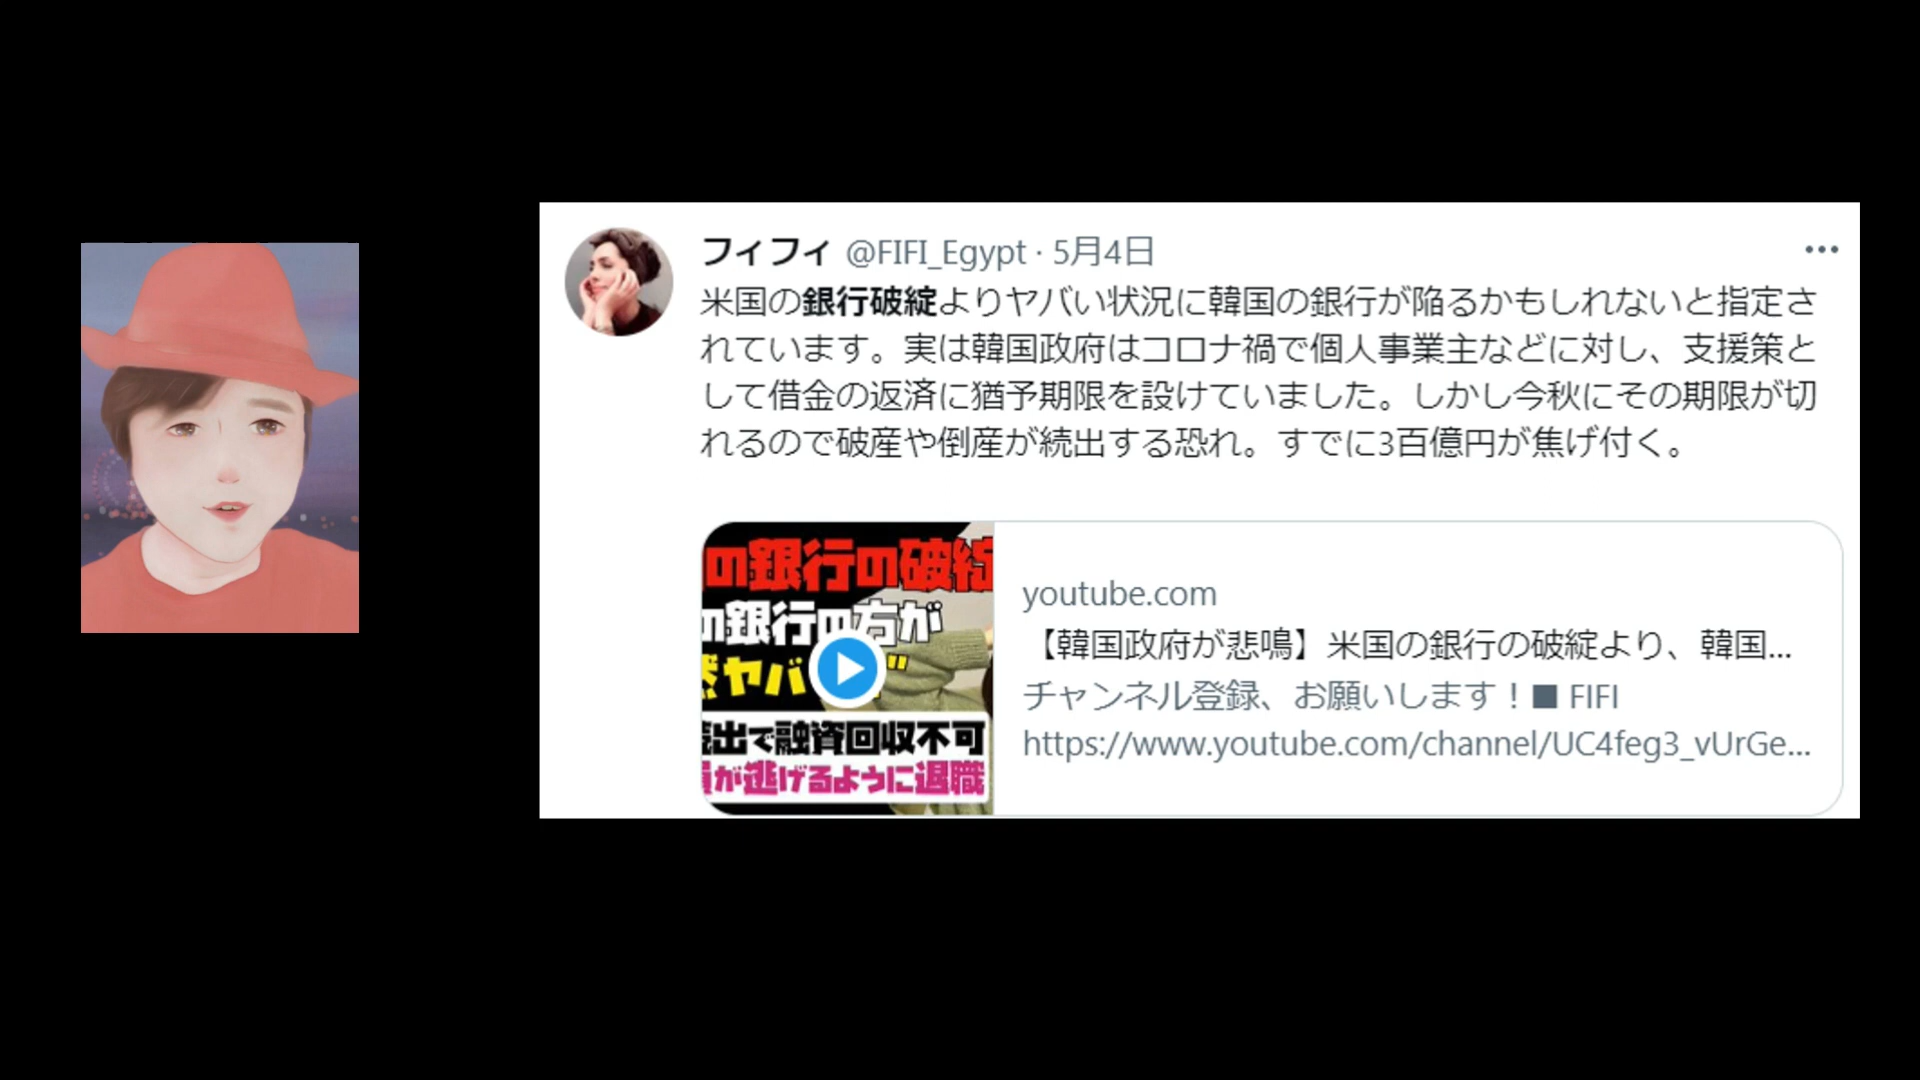 フィフィ @FIFI_Egypt · 5月4日
米国の銀行破綻よりヤバい状況に韓国の銀行が陥るかもしれないと指定さ
れています。実は韓国政府はコロナ禍で個人事業主などに対し、支援策と
して借金の返済に猶予期限を設けていました。しかし今秋にその期限が切
れるので破産や倒産が続出する恐れ。すでに3百億円が焦げ付く。
の銀行の破綻
の銀行の方が
ヤバ
続出で融資回収不可
員が逃げるように退職
youtube.com
【韓国政府が悲鳴】米国の銀行の破綻より、韓国...
チャンネル登録、お願いします！■ FIFI
https://www.youtube.com/channel/UC4feg3_vUrGe...